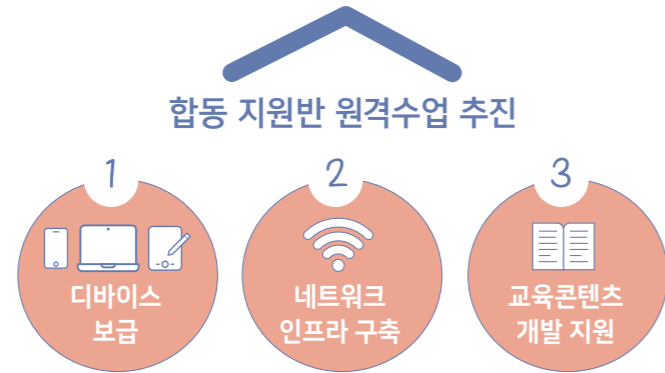 합동 지원반 원격수업 추진
1
2
3
디바이스
보급
네트워크
인프라 구축
교육콘텐츠
개발 지원